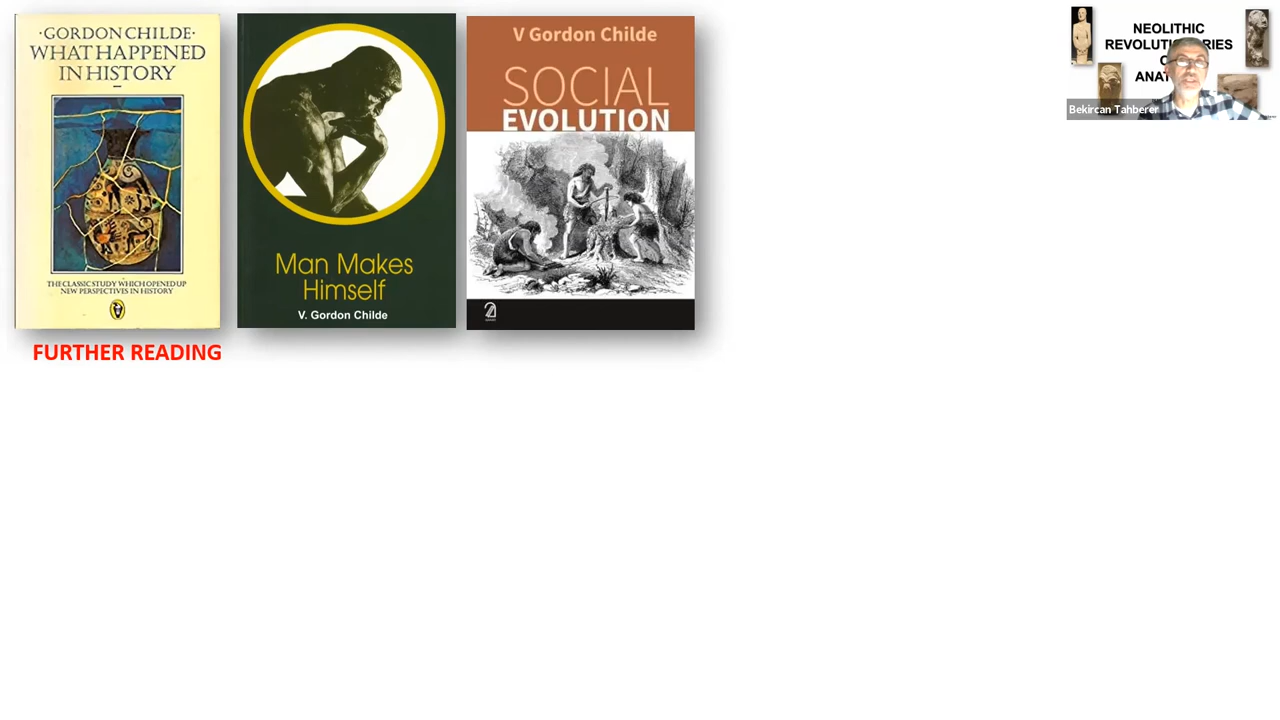 ·GORDON CHILDE·
WHAT HAPPENED
IN HISTORY
THE CLASSIC STUDY WHICH OPENED UP
NEW PERSPECTIVES IN HISTORY
Man Makes
Himself
V. Gordon Childe
V Gordon Childe
SOCIAL
EVOLUTION
FURTHER READING
NEOLITHIC
Bekircan Tahberer